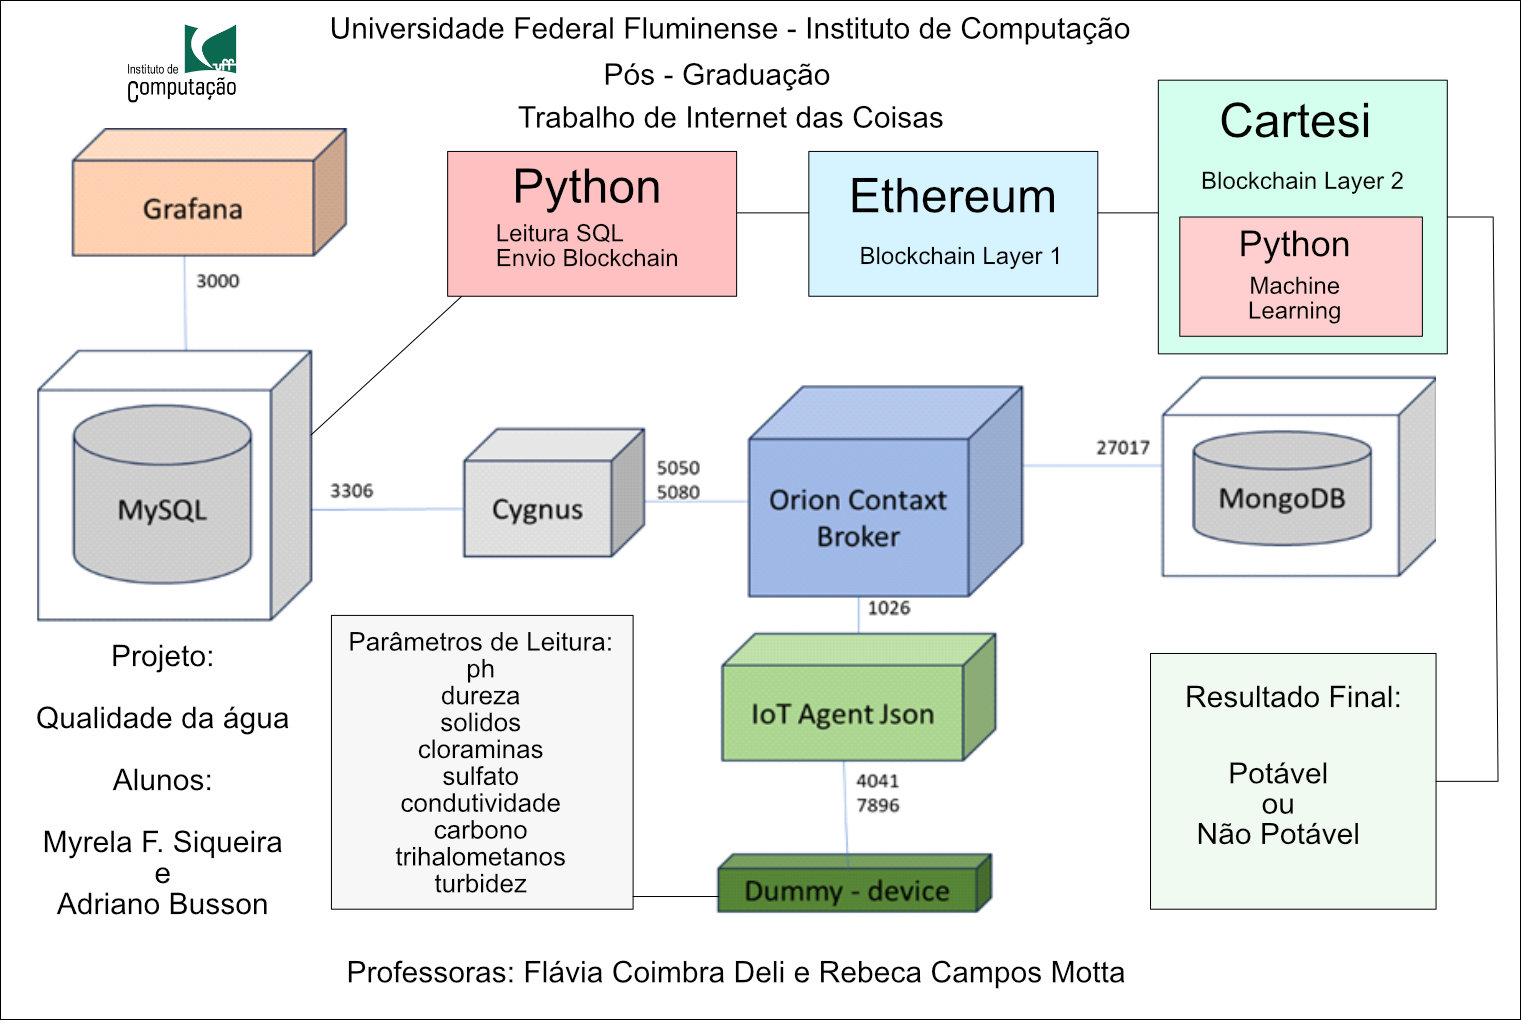 Universidade Federal Fluminense - Instituto de Computação
Pós - Graduação
Trabalho de Internet das Coisas
Instituto de
Computação
uff
Grafana
3000
Python
Leitura SQL
Envio Blockchain
Ethereum
Blockchain Layer 1
Cartesi
Blockchain Layer 2
Python
Machine
Learning
MySQL
3306
Cygnus
5050
5080
Orion Contaxt
Broker
27017
MongoDB
1026
IoT Agent Json
4041
7896
Dummy - device
Parâmetros de Leitura:
ph
dureza
solidos
cloraminas
sulfato
condutividade
carbono
trihalometanos
turbidez
Projeto:
Qualidade da água
Alunos:
Myrela F. Siqueira
e
Adriano Busson
Resultado Final:
Potável
ou
Não Potável
Professoras: Flávia Coimbra Deli e Rebeca Campos Motta